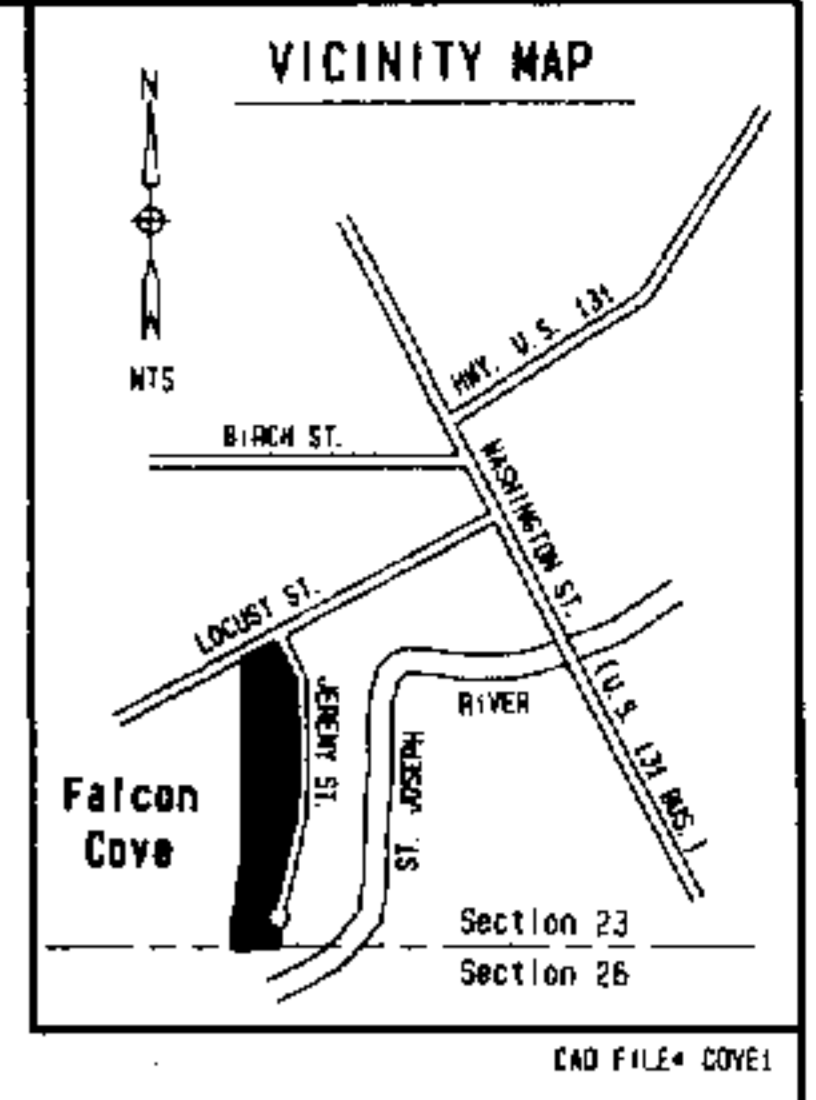 VICINITY MAP
N
NTS
HWY. U.S. 131
BIRCH ST.
WASHINGTON ST.
(U.S. 131 BUS.)
LOCUST ST.
JEREMY ST.
RIVER
ST. JOSEPH
Falcon
Cove
Section 23
Section 26
CAD FILE# COVE1